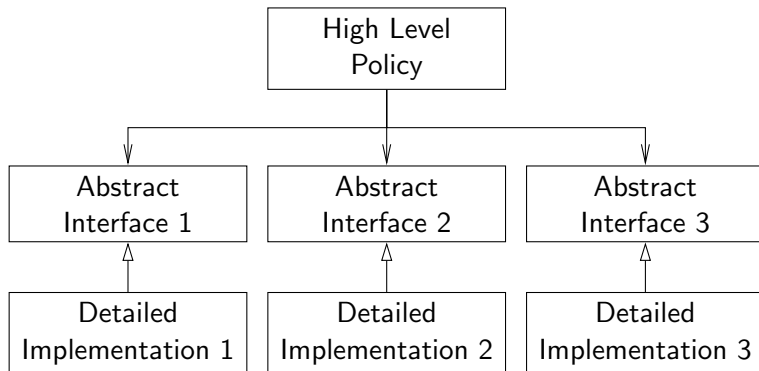 High Level
Policy
Abstract
Interface 1
Abstract
Interface 2
Abstract
Interface 3
Detailed
Implementation 1
Detailed
Implementation 2
Detailed
Implementation 3